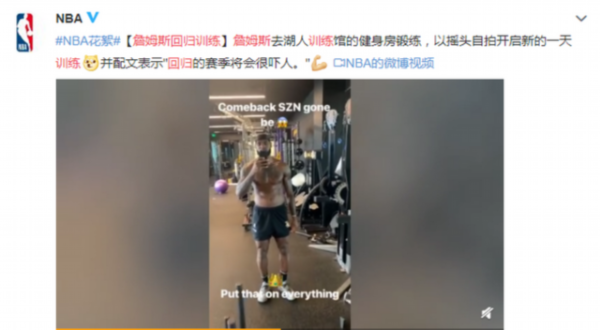 NBA
NBA
#NBA花絮#【詹姆斯回归训练】詹姆斯去湖人训练馆的健身房锻炼，以摇头自拍开启新的一天
训练😼并配文表示"回归的赛季将会很吓人。"💪 NBA的微博视频
Comeback SZN gone
be 😱
Put that on everything